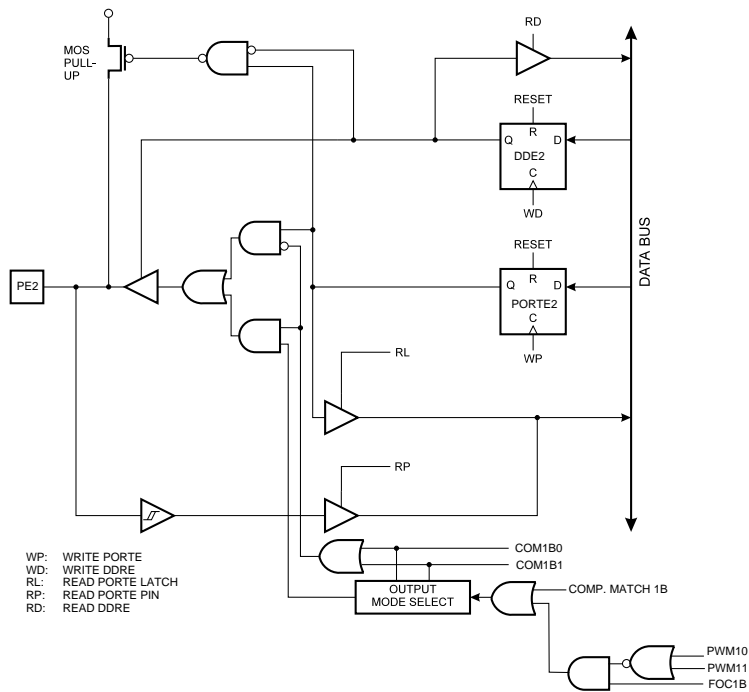 RD
MOS
PULL-
UP
RESET
R
Q D
DDE2
C
WD
DATA BUS
RESET
R
Q D
PORTE2
C
WP
PE2
RL
RP
WP: WRITE PORTE
WD: WRITE DDRE
RL: READ PORTE LATCH
RP: READ PORTE PIN
RD: READ DDRE
COM1B0
COM1B1
OUTPUT
MODE SELECT
COMP. MATCH 1B
PWM10
PWM11
FOC1B